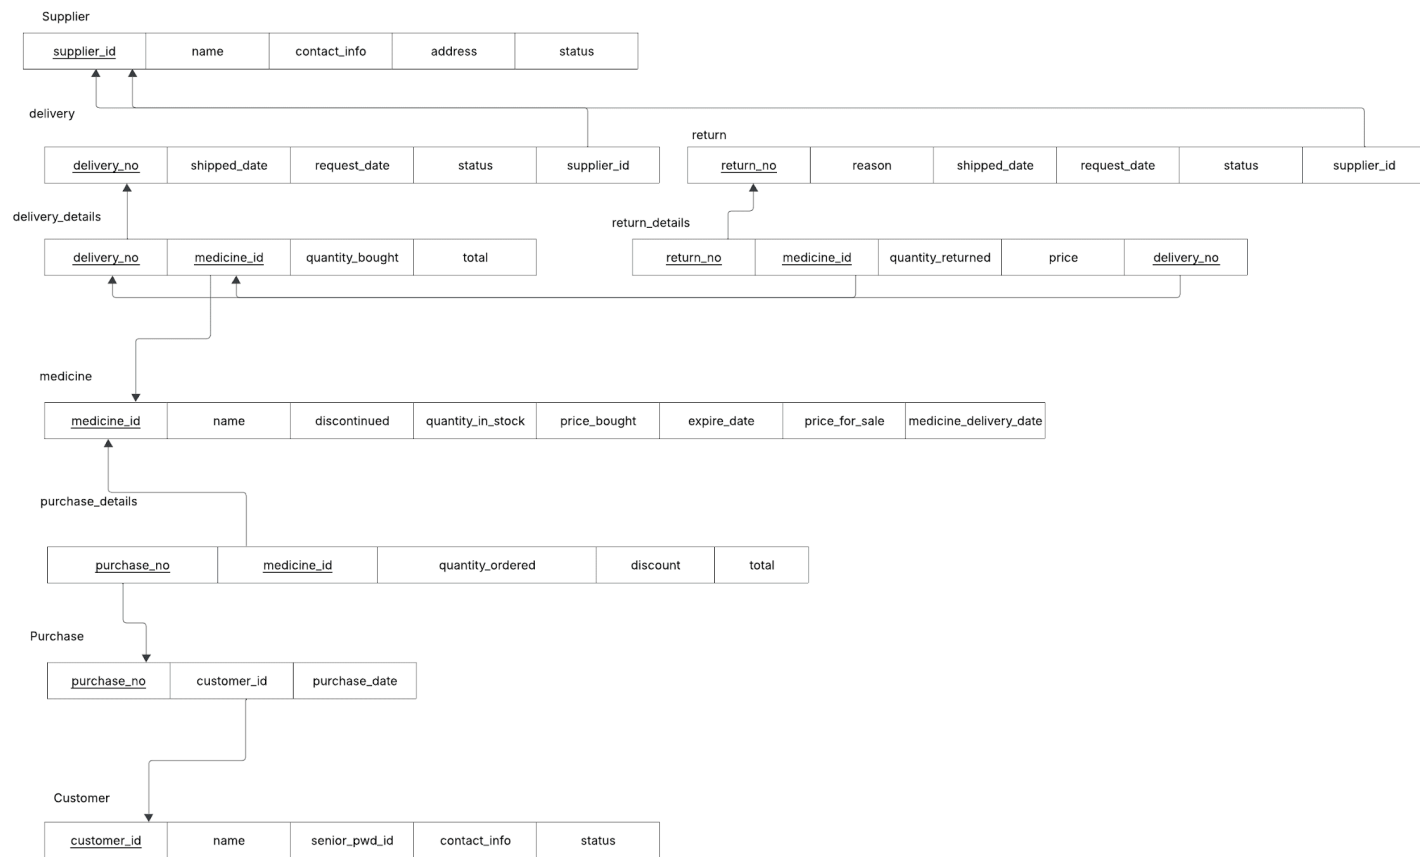 Supplier
supplier_id name contact_info address status
delivery
return
delivery_no shipped_date request_date status supplier_id
return_no reason shipped_date request_date status supplier_id
delivery_details
return_details
delivery_no medicine_id quantity_bought total
return_no medicine_id quantity_returned price delivery_no
medicine
medicine_id name discontinued quantity_in_stock price_bought expire_date price_for_sale medicine_delivery_date
purchase_details
purchase_no medicine_id quantity_ordered discount total
Purchase
purchase_no customer_id purchase_date
Customer
customer_id name senior_pwd_id contact_info status